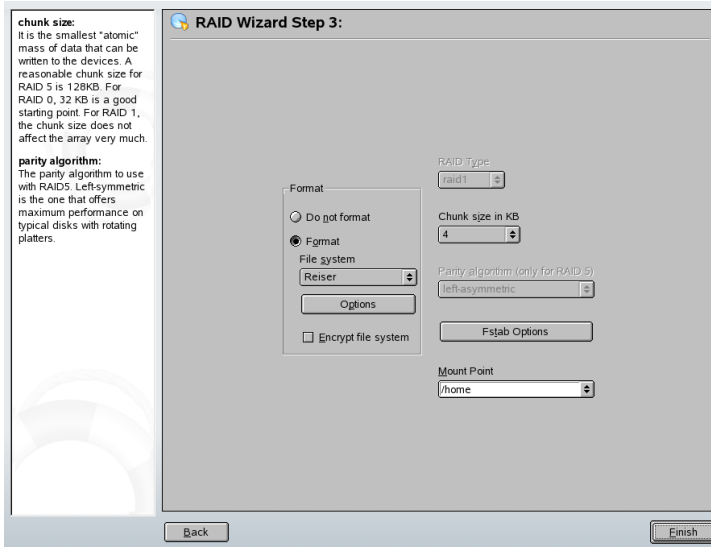 chunk size:
It is the smallest "atomic"
mass of data that can be
written to the devices. A
reasonable chunk size for
RAID 5 is 128KB. For
RAID 0, 32 KB is a good
starting point. For RAID 1,
the chunk size does not
affect the array very much.
parity algorithm:
The parity algorithm to use
with RAID5. Left-symmetric
is the one that offers
maximum performance on
typical disks with rotating
platters.
RAID Wizard Step 3:
Format
Do not format
Format
File system
Reiser
Options
Encrypt file system
RAID Type
raid1
Chunk size in KB
4
Parity algorithm (only for RAID 5)
left-asymmetric
Fstab Options
Mount Point
/home
Back
Finish